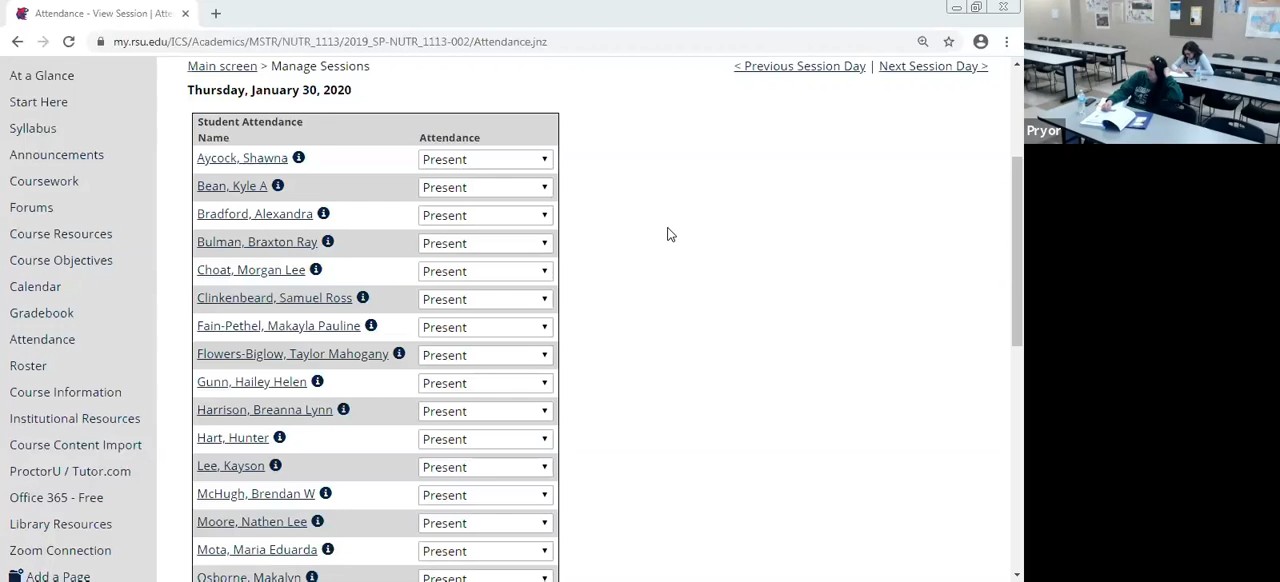 Attendance - View Session | Atte
my.rsu.edu/ICS/Academics/MSTR/NUTR_1113/2019_SP-NUTR_1113-002/Attendance.jnz
At a Glance
Start Here
Syllabus
Announcements
Coursework
Forums
Course Resources
Course Objectives
Calendar
Gradebook
Attendance
Roster
Course Information
Institutional Resources
Course Content Import
ProctorU / Tutor.com
Office 365 - Free
Library Resources
Zoom Connection
Add a Page
Main screen > Manage Sessions
< Previous Session Day | Next Session Day >
Thursday, January 30, 2020
Student Attendance
Name Attendance
Aycock, Shawna Present
Bean, Kyle A Present
Bradford, Alexandra Present
Bulman, Braxton Ray Present
Choat, Morgan Lee Present
Clinkenbeard, Samuel Ross Present
Fain-Pethel, Makayla Pauline Present
Flowers-Biglow, Taylor Mahogany Present
Gunn, Hailey Helen Present
Harrison, Breanna Lynn Present
Hart, Hunter Present
Lee, Kayson Present
McHugh, Brendan W Present
Moore, Nathen Lee Present
Mota, Maria Eduarda Present
Osborne, Makalyn Present
Pryor